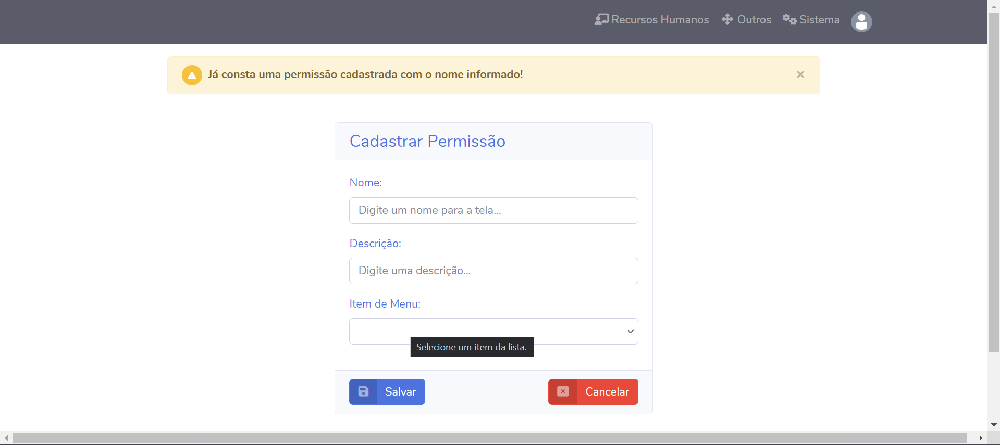 Recursos Humanos Outros Sistema
Já consta uma permissão cadastrada com o nome informado!
Cadastrar Permissão
Nome:
Digite um nome para a tela...
Descrição:
Digite uma descrição...
Item de Menu:
Selecione um item da lista.
Salvar Cancelar